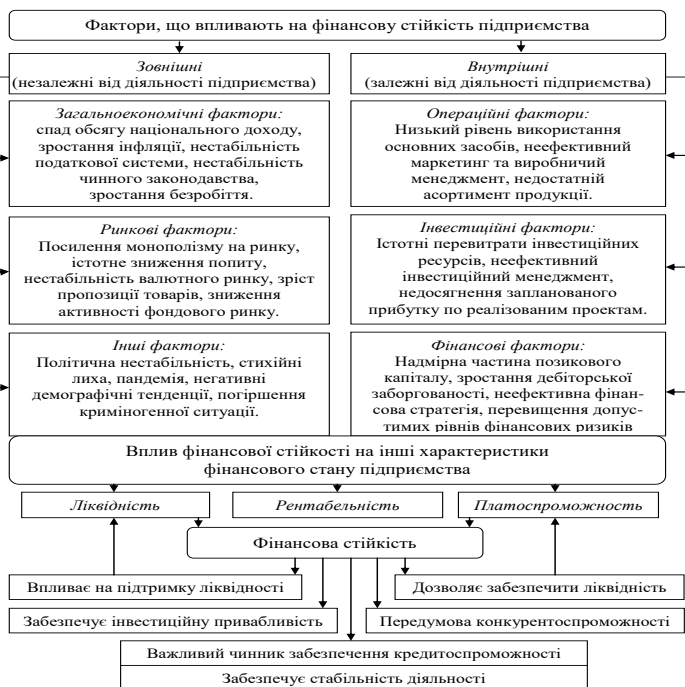 Фактори, що впливають на фінансову стійкість підприємства
Зовнішні
(незалежні від діяльності підприємства)
Внутрішні
(залежні від діяльності підприємства)
Загальноекономічні фактори:
спад обсягу національного доходу,
зростання інфляції, нестабільність
податкової системи, нестабільність
чинного законодавства,
зростання безробіття.
Операційні фактори:
Низький рівень використання
основних засобів, неефективний
маркетинг та виробничий
менеджмент, недостатній
асортимент продукції.
Ринкові фактори:
Посилення монополізму на ринку,
істотне зниження попиту,
нестабільність валютного ринку, зріст
пропозиції товарів, зниження
активності фондового ринку.
Інвестиційні фактори:
Істотні перевитрати інвестиційних
ресурсів, неефективний
інвестиційний менеджмент,
недосягнення запланованого
прибутку по реалізованим проектам.
Інші фактори:
Політична нестабільність, стихійні
лиха, пандемія, негативні
демографічні тенденції, погіршення
криміногенної ситуації.
Фінансові фактори:
Надмірна частина позикового
капіталу, зростання дебіторської
заборгованості, неефективна фінан-
сова стратегія, перевищення допус-
тимих рівнів фінансових ризиків
Вплив фінансової стійкості на інші характеристики
фінансового стану підприємства
Ліквідність
Рентабельність
Платоспроможность
Фінансова стійкість
Впливає на підтримку ліквідності
Дозволяє забезпечити ліквідність
Забезпечує інвестиційну привабливість
Передумова конкурентоспроможності
Важливий чинник забезпечення кредитоспроможності
Забезпечує стабільність діяльності